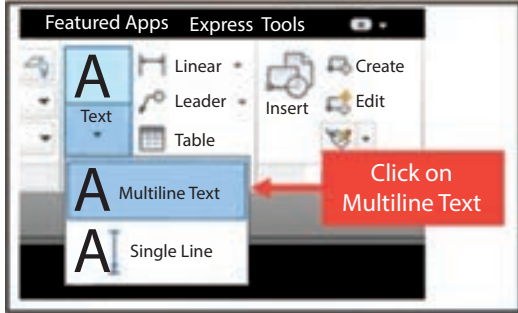 Featured Apps Express Tools
A Text
Linear
Leader
Table
Insert
Create
Edit
A Multiline Text
A Single Line
Click on
Multiline Text